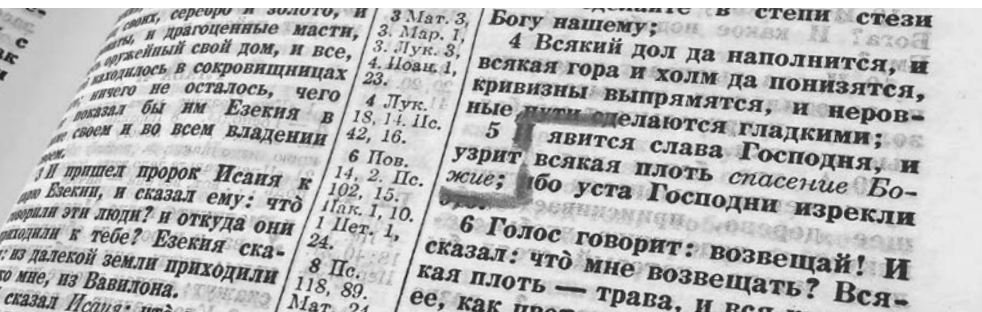 своих, серебро и золото, и
и драгоценные масти,
оружейный свой дом, и все,
находилось в сокровищницах
ничего не осталось, чего
показал бы им Езекия в
своем и во всем владении
3 И пришел пророк Исаия к
Езекии, и сказал ему: что̀
говорили эти люди? и откуда они
приходили к тебе? Езекия ска-
из далекой земли приходили
ко мне, из Вавилона.
сказал Исаия:
3 Мат. 3,
3. Мар. 1,
3. Лук. 3,
4. Иоан. 1,
23.
4 Лук.
18, 14. Ис.
42, 16.
6 Иов.
14, 2. Пс.
102, 15.
Иак. 1, 10.
1 Пет. 1,
24.
8 Пс.
118, 89.
Мат. 24
в степи стези
Богу нашему;
4 Всякий дол да наполнится, и
всякая гора и холм да понизятся,
кривизны выпрямятся, и неров-
ные пути сделаются гладкими;
5 явится слава Господня, и
узрит всякая плоть спасение Бо-
жие; ибо уста Господни изрекли
6 Голос говорит: возвещай! И
сказал: что̀ мне возвещать? Вся-
кая плоть — трава, и вся
ее, как